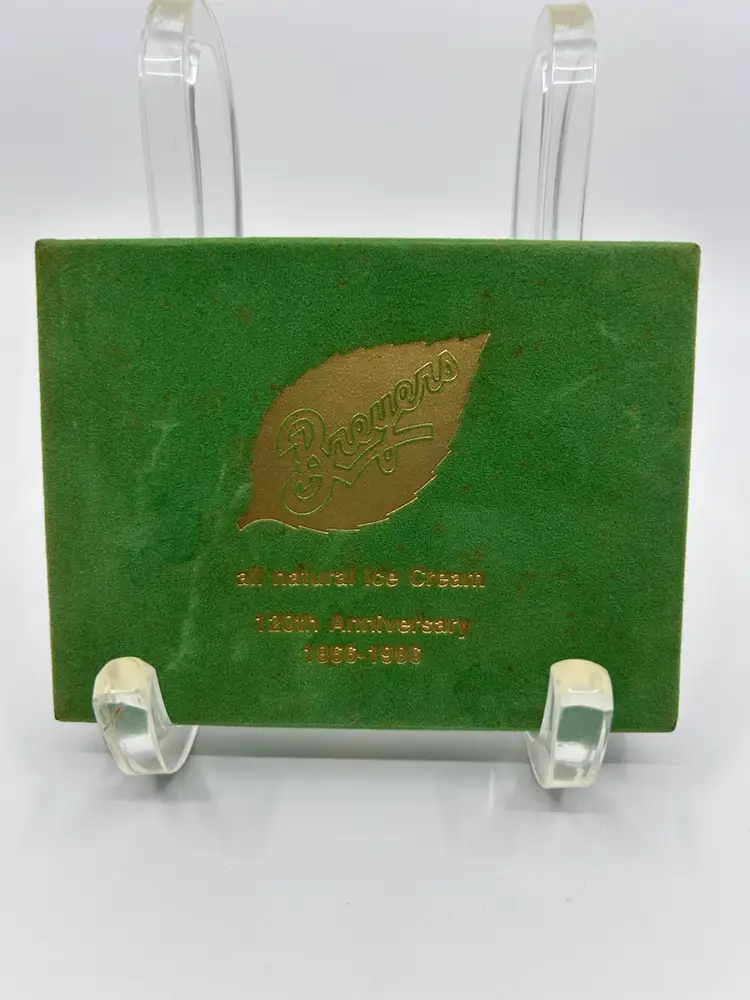 Breyers
all natural Ice Cream
120th Anniversary
1866-1986